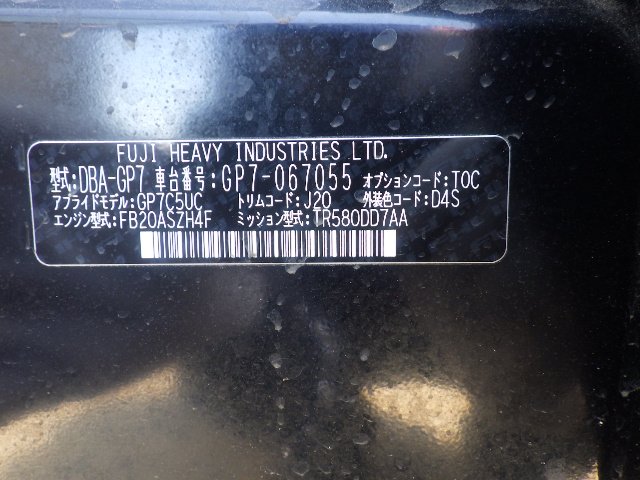 FUJI HEAVY INDUSTRIES LTD.
型式:DBA-GP7 車台番号:GP7-067055 オプションコード:TOC
アプライドモデル:GP7C5UC トリムコード:J20 外装色コード:D4S
エンジン型式:FB20ASZH4F ミッション型式:TR580DD7AA